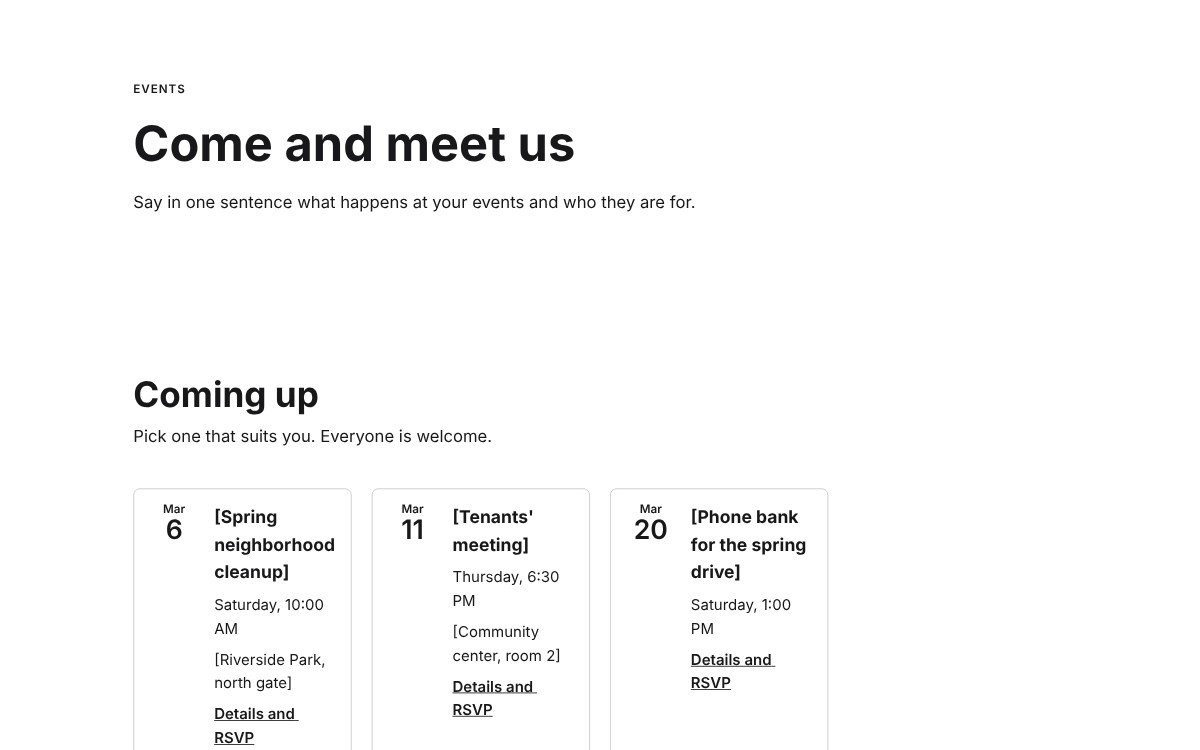 EVENTS
Come and meet us
Say in one sentence what happens at your events and who they are for.
Coming up
Pick one that suits you. Everyone is welcome.
Mar
6
[Spring
neighborhood
cleanup]
Saturday, 10:00
AM
[Riverside Park,
north gate]
Details and
RSVP
Mar
11
[Tenants'
meeting]
Thursday, 6:30
PM
[Community
center, room 2]
Details and
RSVP
Mar
20
[Phone bank
for the spring
drive]
Saturday, 1:00
PM
Details and
RSVP